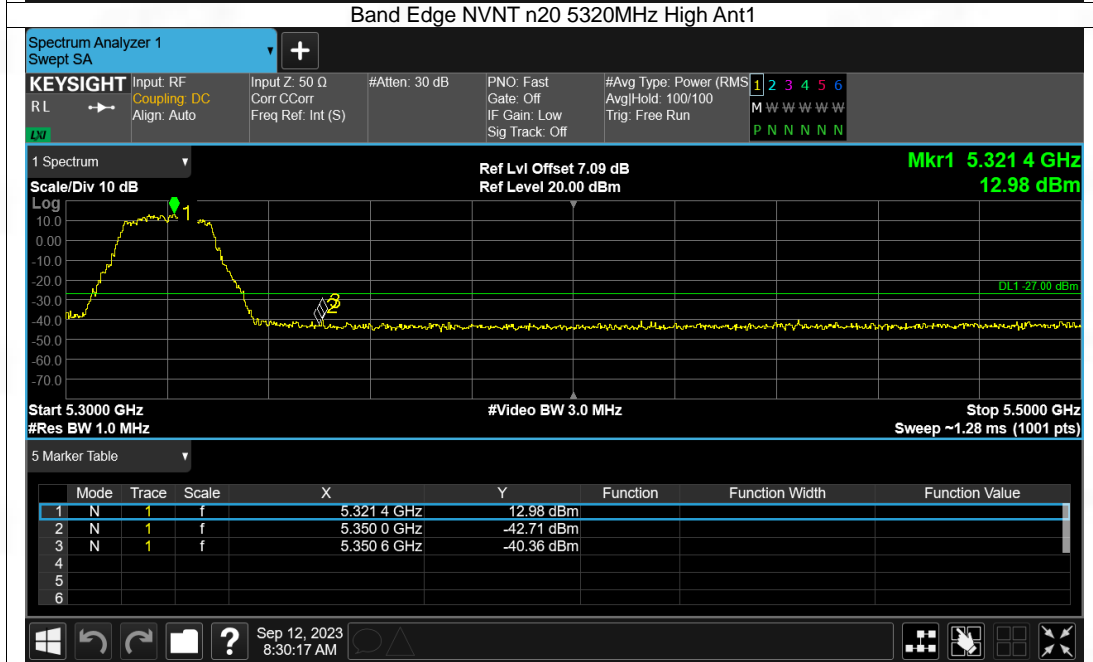 Band Edge NVNT n20 5320MHz High Ant1
Spectrum Analyzer 1
Swept SA
+
KEYSIGHT
RL
LXI
Input: RF
Coupling: DC
Align: Auto
Input Z: 50 Ω
Corr CCorr
Freq Ref: Int (S)
#Atten: 30 dB
PNO: Fast
Gate: Off
IF Gain: Low
Sig Track: Off
#Avg Type: Power (RMS
Avg|Hold: 100/100
Trig: Free Run
1 2 3 4 5 6
M W W W W W
P N N N N N
1 Spectrum
Scale/Div 10 dB
Ref Lvl Offset 7.09 dB
Ref Level 20.00 dBm
Mkr1 5.321 4 GHz
12.98 dBm
Log
10.0
0.00
-10.0
-20.0
-30.0
-40.0
-50.0
-60.0
-70.0
1
2
3
DL1 -27.00 dBm
Start 5.3000 GHz
#Video BW 3.0 MHz
Stop 5.5000 GHz
#Res BW 1.0 MHz
Sweep ~1.28 ms (1001 pts)
5 Marker Table
Mode Trace Scale X Y Function Function Width Function Value
1 N 1 f 5.321 4 GHz 12.98 dBm
2 N 1 f 5.350 0 GHz -42.71 dBm
3 N 1 f 5.350 6 GHz -40.36 dBm
4
5
6
?
Sep 12, 2023
8:30:17 AM